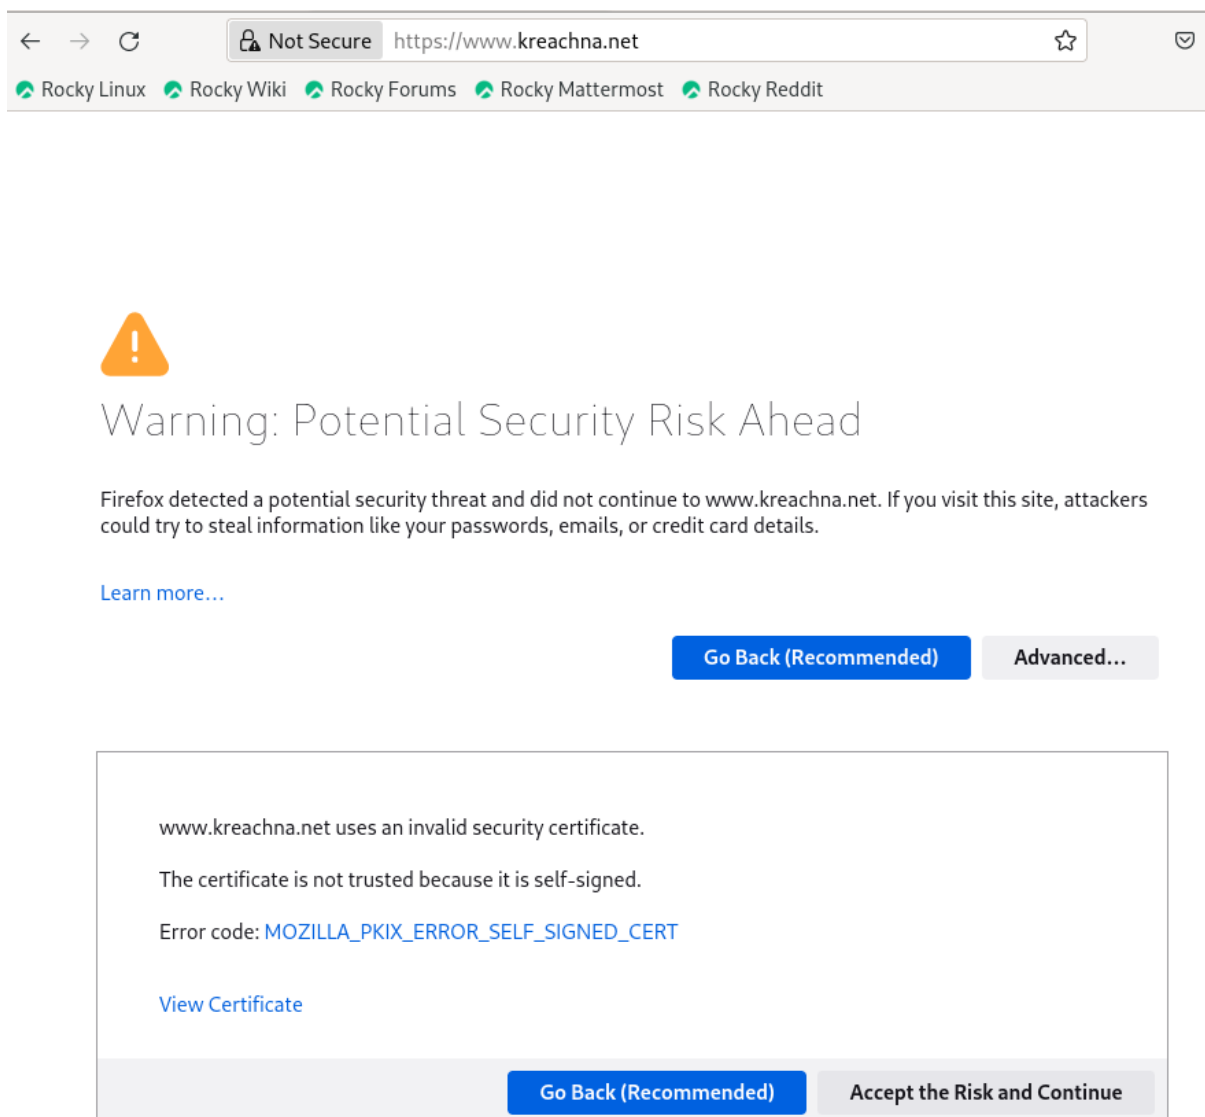 Not Secure https://www.kreachna.net
Rocky Linux Rocky Wiki Rocky Forums Rocky Mattermost Rocky Reddit
Warning: Potential Security Risk Ahead
Firefox detected a potential security threat and did not continue to www.kreachna.net. If you visit this site, attackers
could try to steal information like your passwords, emails, or credit card details.
Learn more…
Go Back (Recommended) Advanced…
www.kreachna.net uses an invalid security certificate.
The certificate is not trusted because it is self-signed.
Error code: MOZILLA_PKIX_ERROR_SELF_SIGNED_CERT
View Certificate
Go Back (Recommended) Accept the Risk and Continue